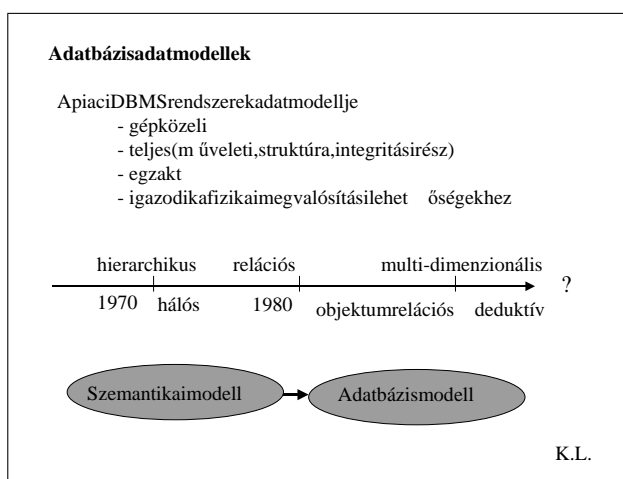 Adatbázisadatmodellek
ApiaciDBMSrendszerekadatmodellje
- gépközeli
- teljes(m űveleti,struktúra,integritásirész)
- egzakt
- igazodikafizikaimegvalósításilehet őségekhez
hierarchikus relációs multi-dimenzionális
?
1970 hálós 1980 objektumrelációs deduktív
Szemantikaimodell Adatbázismodell
K.L.